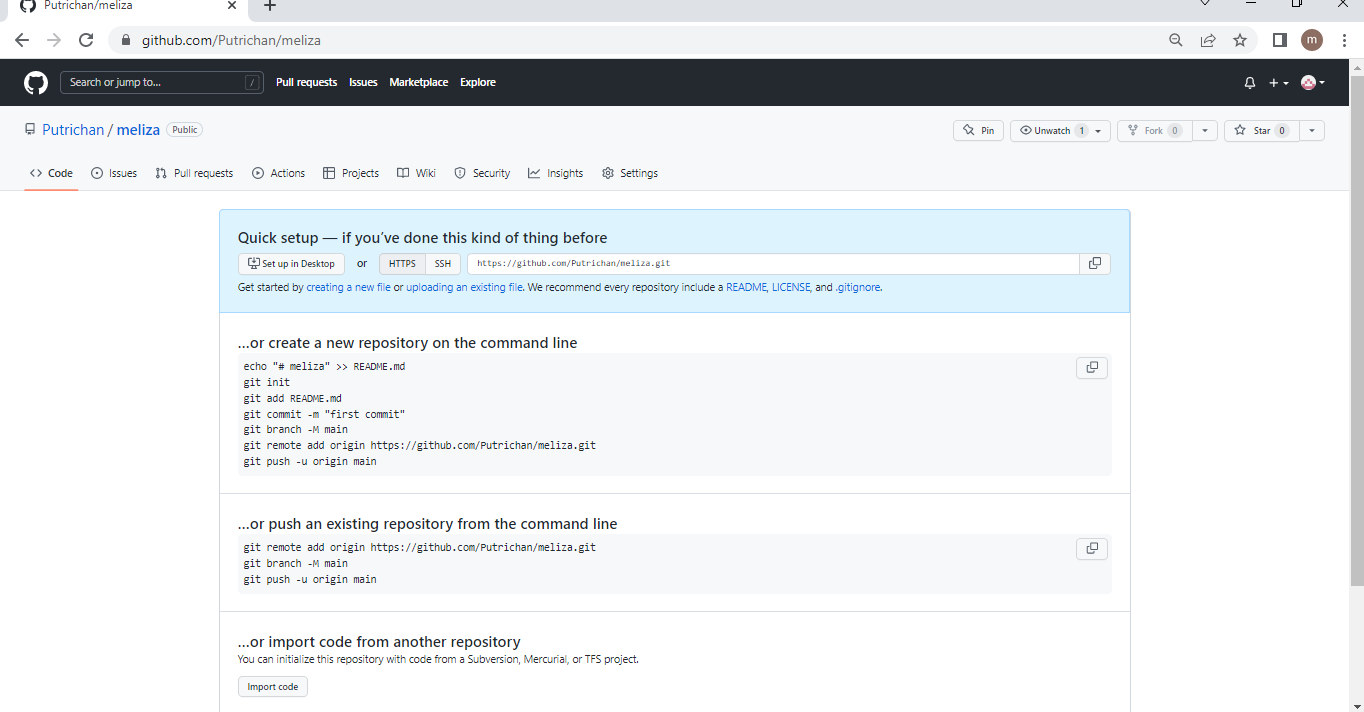 Putrichan/meliza
github.com/Putrichan/meliza
m
Search or jump to... /
Pull requests Issues Marketplace Explore
Putrichan / meliza Public
Pin Unwatch 1 Fork 0 Star 0
Code Issues Pull requests Actions Projects Wiki Security Insights Settings
Quick setup — if you’ve done this kind of thing before
Set up in Desktop or HTTPS SSH https://github.com/Putrichan/meliza.git
Get started by creating a new file or uploading an existing file. We recommend every repository include a README, LICENSE, and .gitignore.
…or create a new repository on the command line
echo "# meliza" >> README.md
git init
git add README.md
git commit -m "first commit"
git branch -M main
git remote add origin https://github.com/Putrichan/meliza.git
git push -u origin main
…or push an existing repository from the command line
git remote add origin https://github.com/Putrichan/meliza.git
git branch -M main
git push -u origin main
…or import code from another repository
You can initialize this repository with code from a Subversion, Mercurial, or TFS project.
Import code